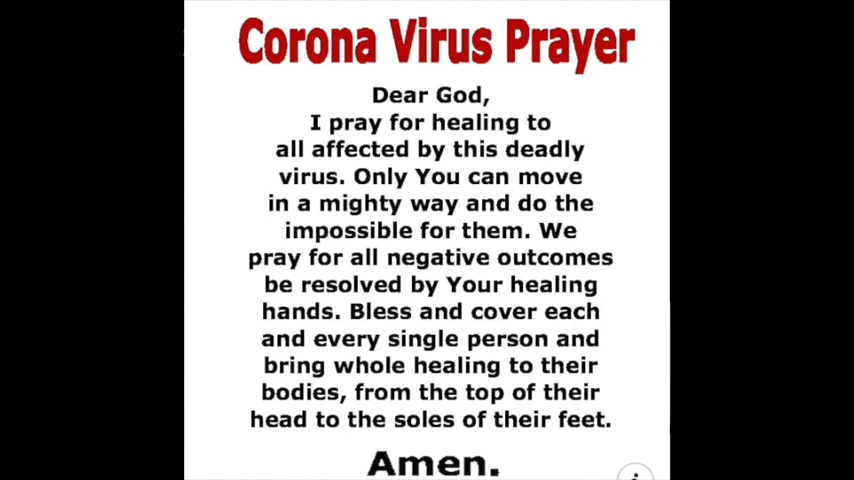 Corona Virus Prayer
Dear God,
I pray for healing to
all affected by this deadly
virus. Only You can move
in a mighty way and do the
impossible for them. We
pray for all negative outcomes
be resolved by Your healing
hands. Bless and cover each
and every single person and
bring whole healing to their
bodies, from the top of their
head to the soles of their feet.
Amen.